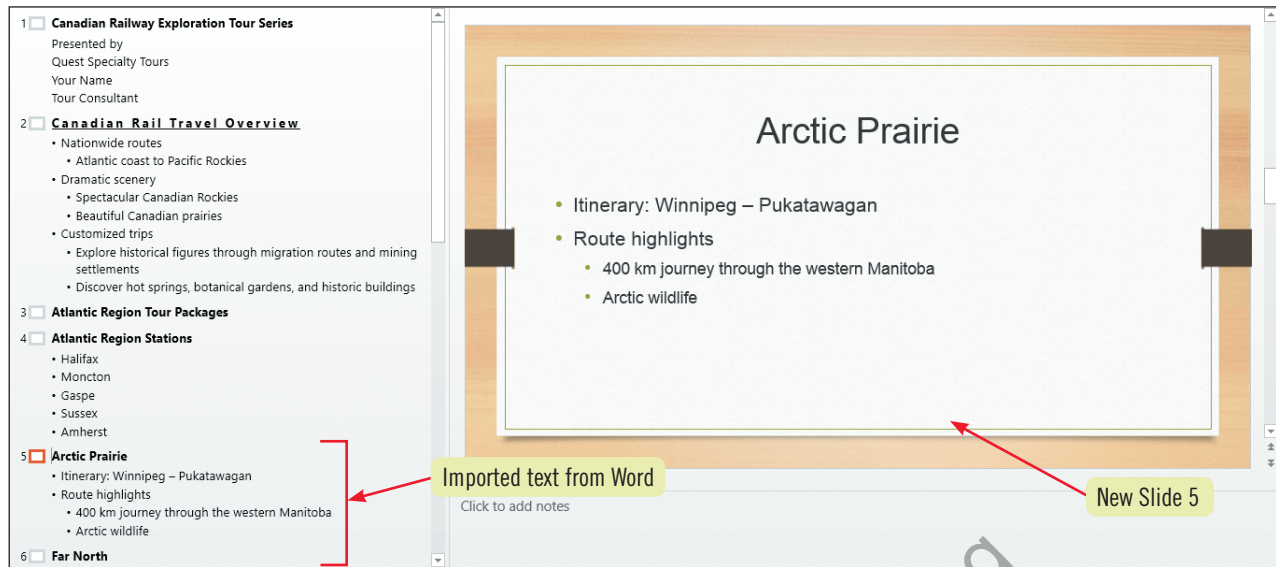 1 Canadian Railway Exploration Tour Series
Presented by
Quest Specialty Tours
Your Name
Tour Consultant
2 Canadian Rail Travel Overview
• Nationwide routes
• Atlantic coast to Pacific Rockies
• Dramatic scenery
• Spectacular Canadian Rockies
• Beautiful Canadian prairies
• Customized trips
• Explore historical figures through migration routes and mining
settlements
• Discover hot springs, botanical gardens, and historic buildings
3 Atlantic Region Tour Packages
4 Atlantic Region Stations
• Halifax
• Moncton
• Gaspe
• Sussex
• Amherst
5 Arctic Prairie
• Itinerary: Winnipeg – Pukatawagan
• Route highlights
• 400 km journey through the western Manitoba
• Arctic wildlife
6 Far North
Arctic Prairie
• Itinerary: Winnipeg – Pukatawagan
• Route highlights
• 400 km journey through the western Manitoba
• Arctic wildlife
Imported text from Word
New Slide 5
Click to add notes